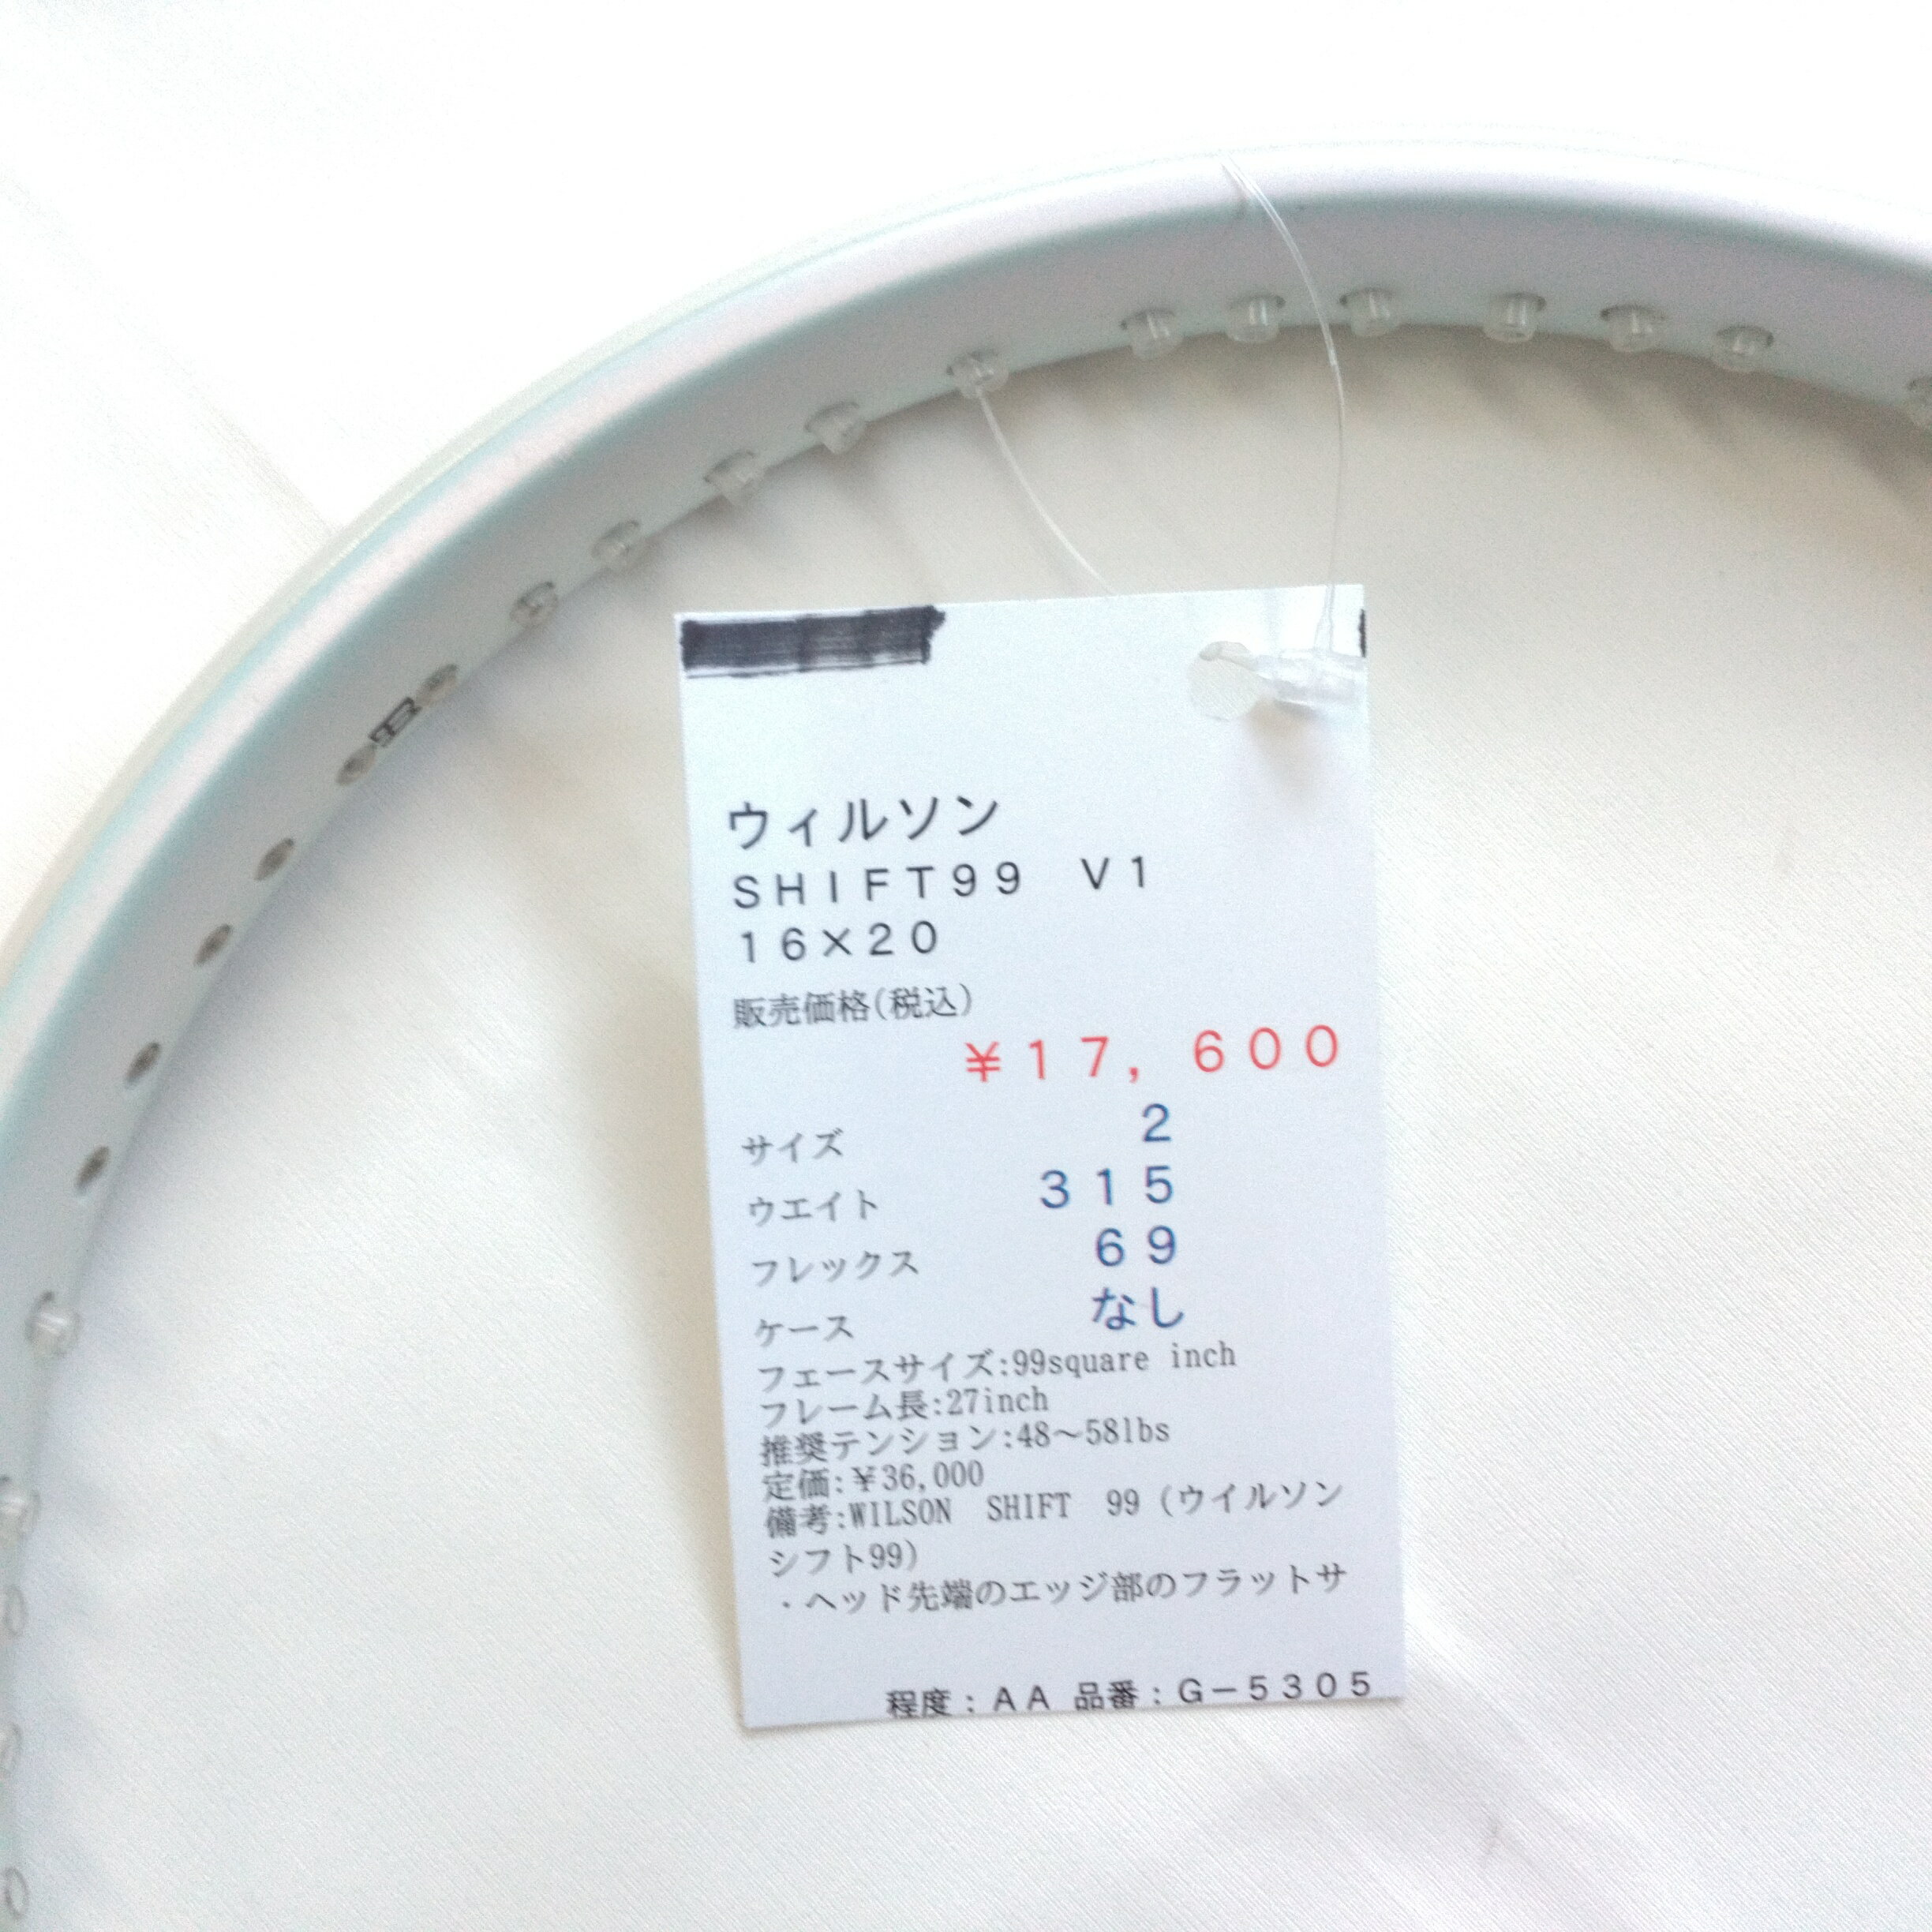 ウィルソン
SHIFT99 V1
16×20
販売価格(税込)
¥17,600
サイズ 2
ウエイト 315
フレックス 69
ケース なし
フェースサイズ:99square inch
フレーム長:27inch
推奨テンション:48～58lbs
定価:¥36,000
備考:WILSON SHIFT 99 (ウイルソン
シフト99)
・ヘッド先端のエッジ部のフラットサ
程度:AA 品番:G-5305